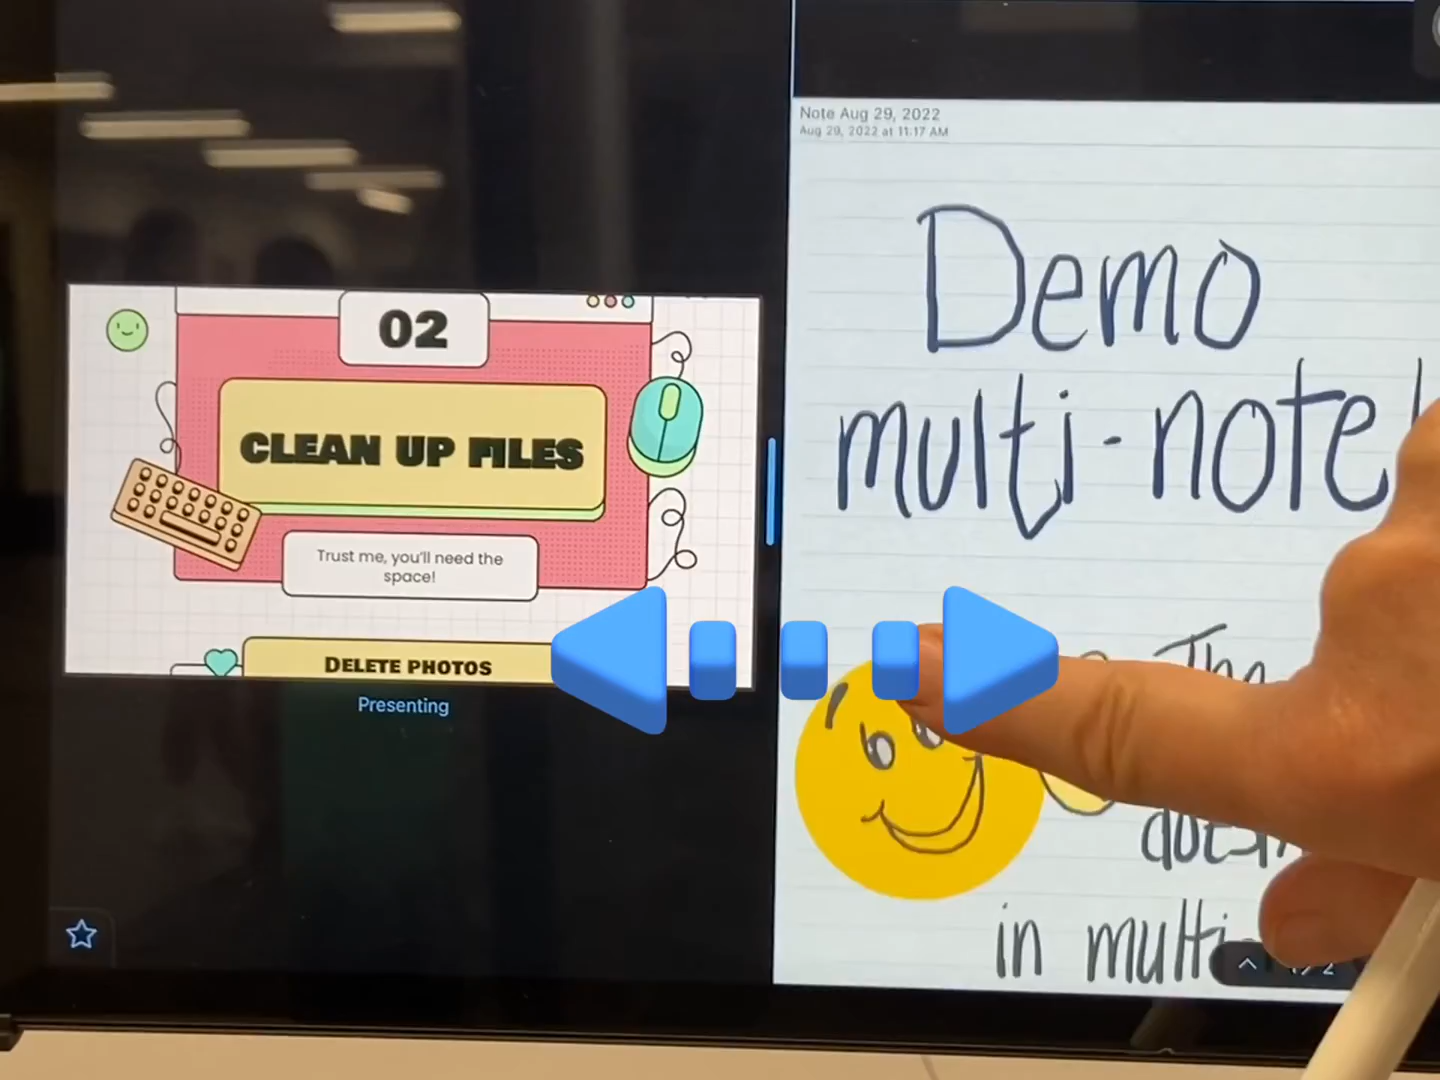 02
CLEAN UP FILES
Trust me, you'll need the
space!
DELETE PHOTOS
Presenting
Note Aug 29, 2022
Aug 29, 2022 at 11:17 AM
Demo
multi-note!
in multi-